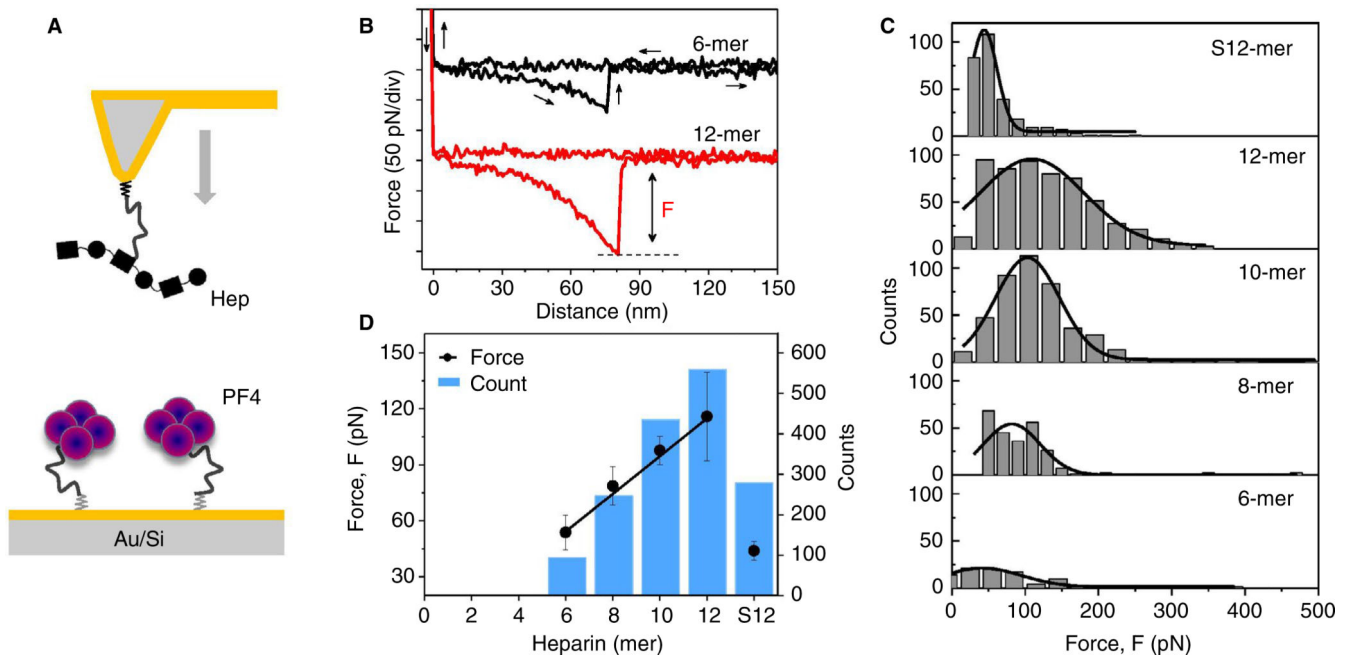 A
Hep
PF4
Au/Si
B
Force (50 pN/div)
6-mer
12-mer
F
0 30 60 90 120 150
Distance (nm)
D
Force, F (pN)
150
120
90
60
30
Force
Count
600
500
400
300
200
100
0
Counts
0 2 4 6 8 10 12 S12
Heparin (mer)
C
Counts
S12-mer
100
50
0
12-mer
100
50
0
10-mer
100
50
0
8-mer
100
50
0
6-mer
100
50
0
0 100 200 300 400 500
Force, F (pN)